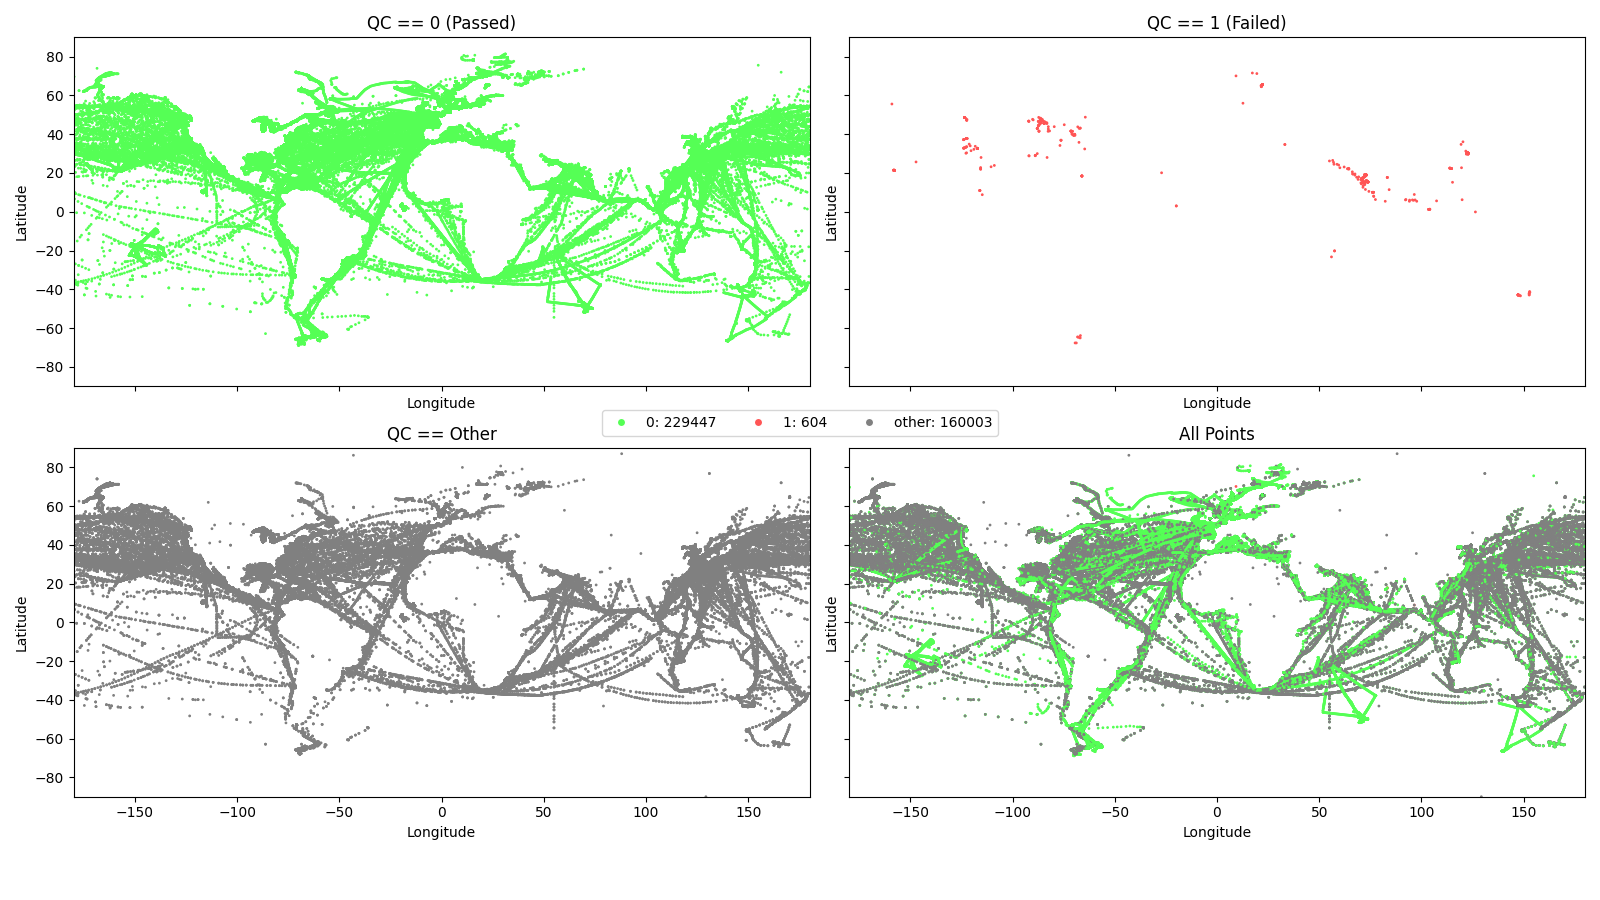 QC == 0 (Passed)
QC == 1 (Failed)
80
60
40
20
0
−20
−40
−60
−80
Latitude
Latitude
Longitude
Longitude
0: 229447
1: 604
other: 160003
QC == Other
All Points
80
60
40
20
0
−20
−40
−60
−80
Latitude
Latitude
−150
−100
−50
0
50
100
150
−150
−100
−50
0
50
100
150
Longitude
Longitude